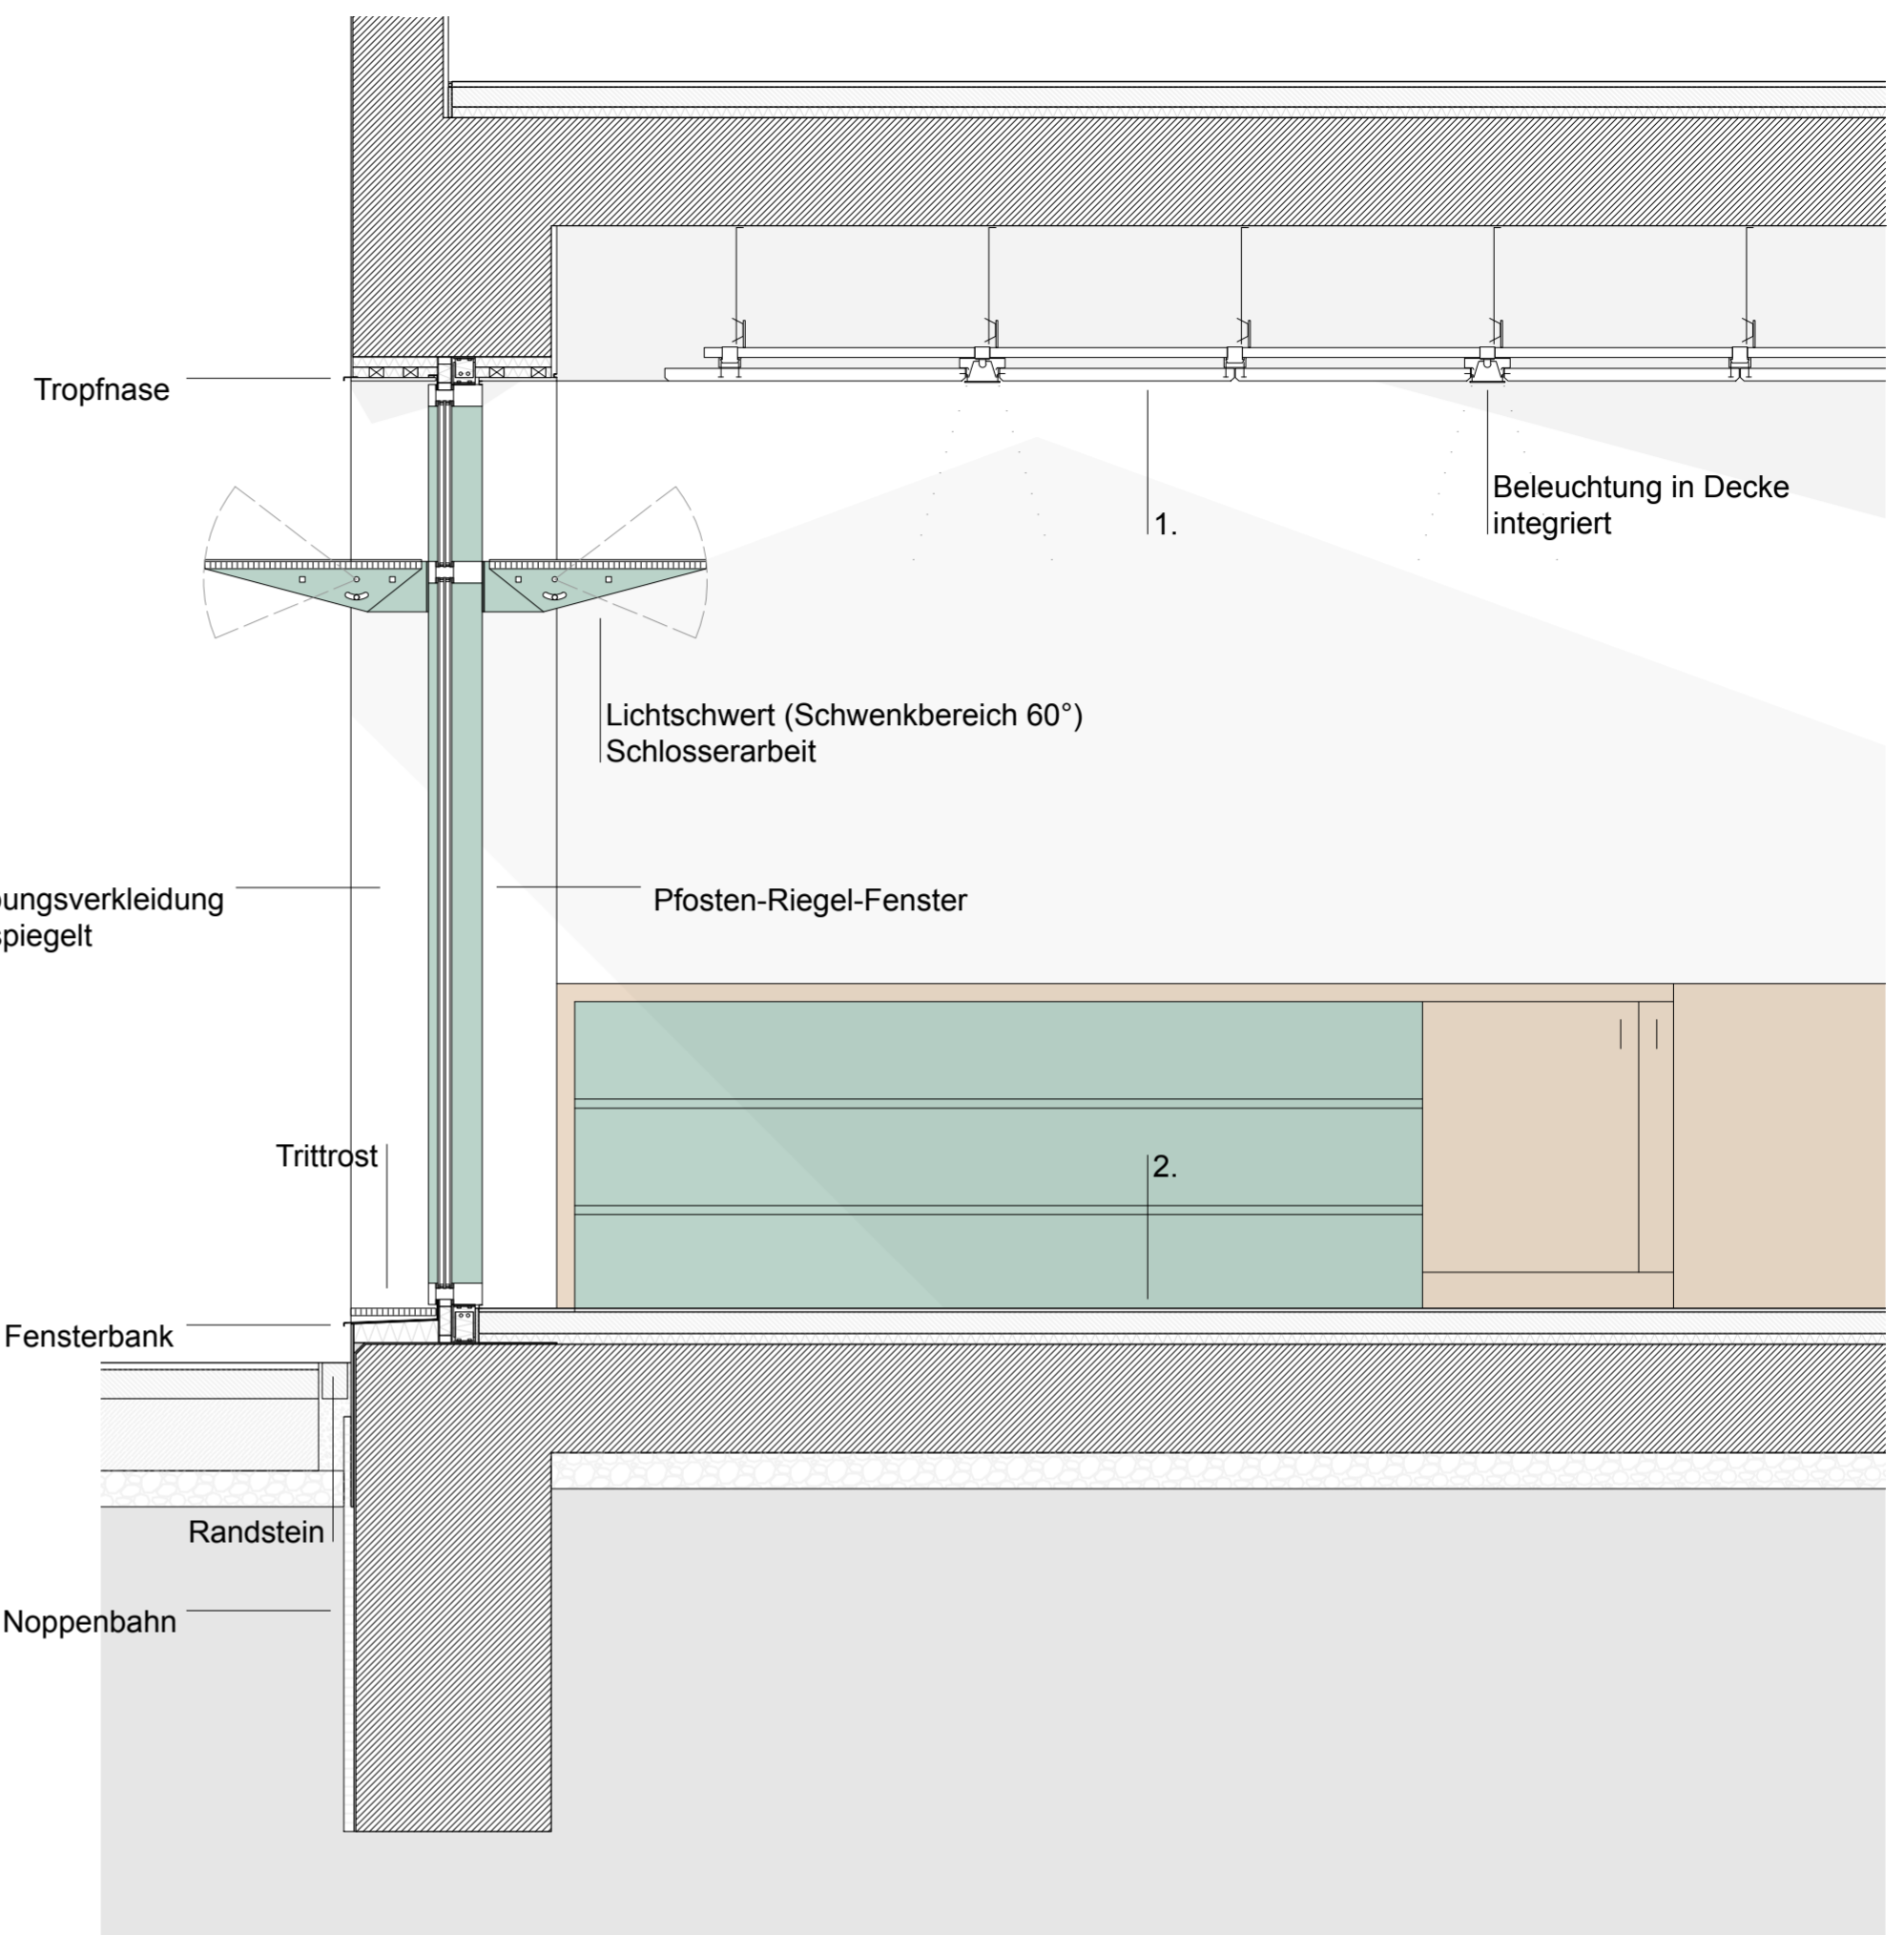 Tropfnase
Beleuchtung in Decke
integriert
1.
Lichtschwert (Schwenkbereich 60°)
Schlosserarbeit
Pfosten-Riegel-Fenster
Trittrost
2.
Fensterbank
Randstein
Noppenbahn